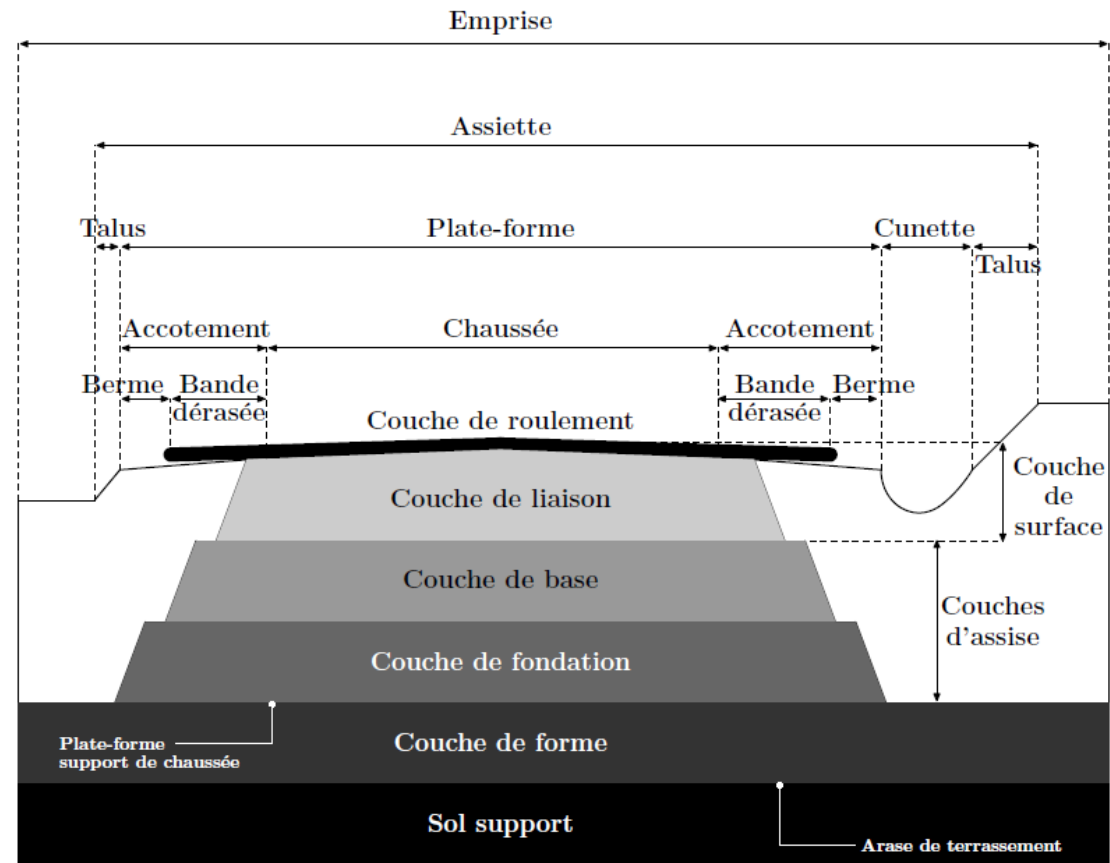 Emprise
Assiette
Talus
Plate-forme
Cunette
Talus
Accotement
Chaussée
Accotement
Berme
Bande
dérasée
Bande
dérasée
Berme
Couche de roulement
Couche
de
surface
Couche de liaison
Couche de base
Couches
d'assise
Couche de fondation
Plate-forme
support de chaussée
Couche de forme
Sol support
Arase de terrassement